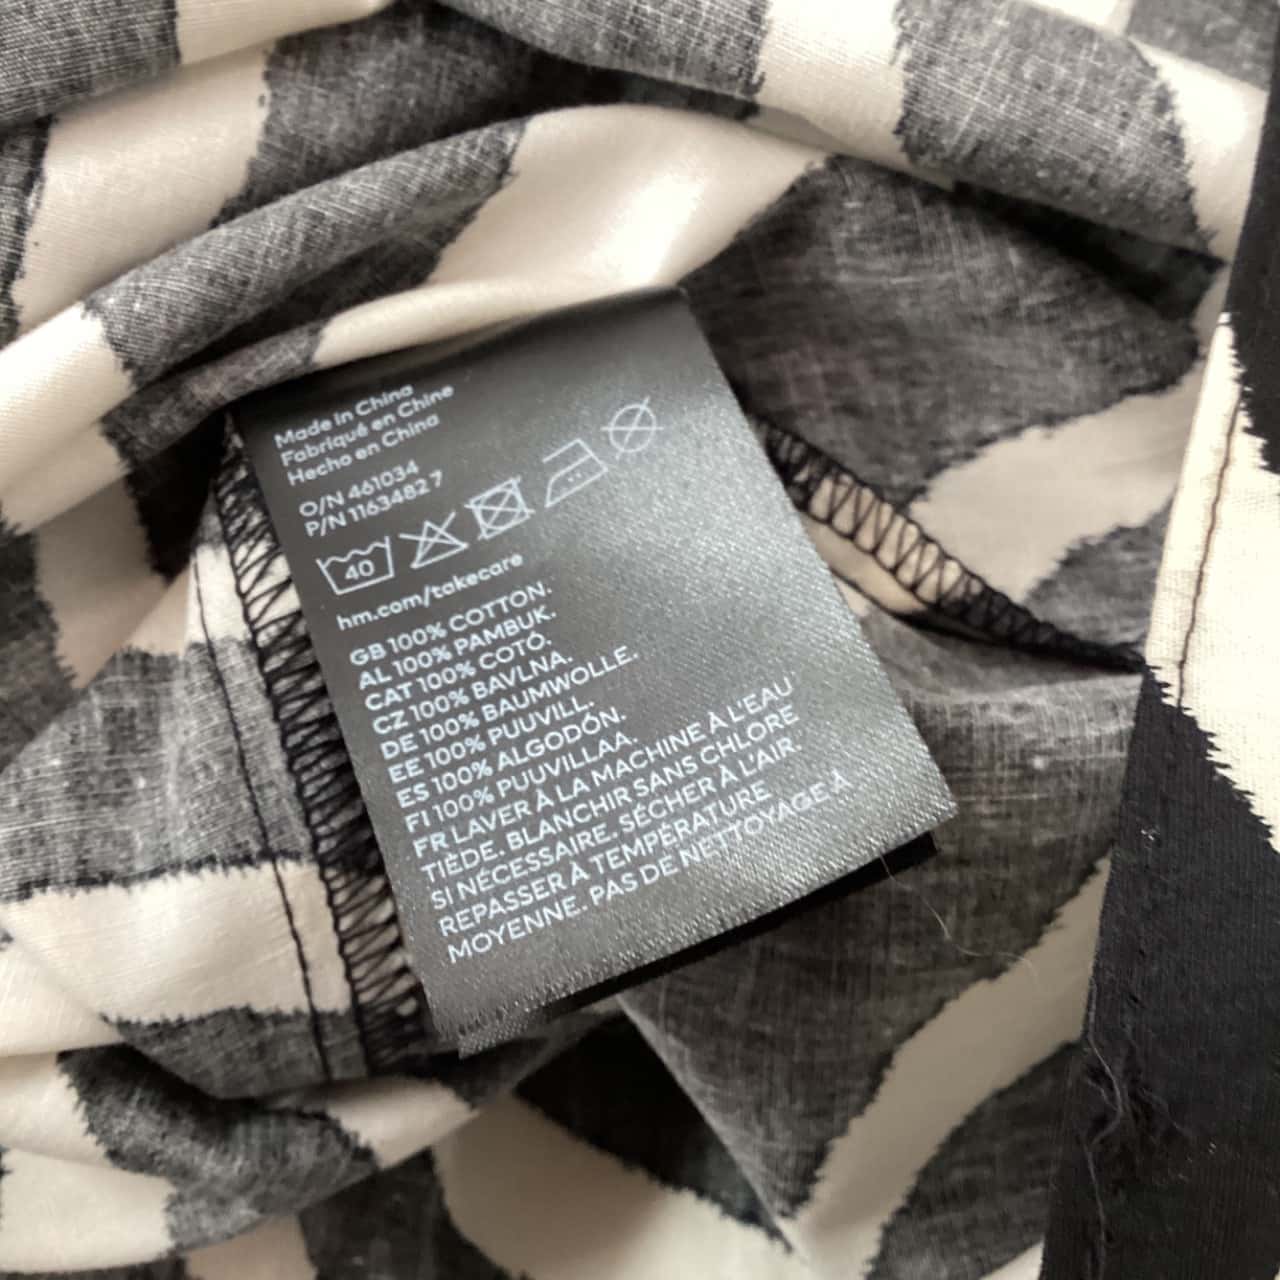 Made in China
Fabriqué en Chine
Hecho en China
O/N 461034
P/N 1163482 7
40
hm.com/takecare
GB 100% COTTON.
AL 100% PAMBUK.
CAT 100% COTÓ.
CZ 100% BAVLNA.
DE 100% BAUMWOLLE.
EE 100% PUUVILL.
ES 100% ALGODÓN.
FI 100% PUUVILLAA.
FR LAVER À LA MACHINE À L'EAU
TIÈDE. BLANCHIR SANS CHLORE
SI NÉCESSAIRE. SÉCHER À L'AIR.
REPASSER À TEMPÉRATURE
MOYENNE. PAS DE NETTOYAGE À